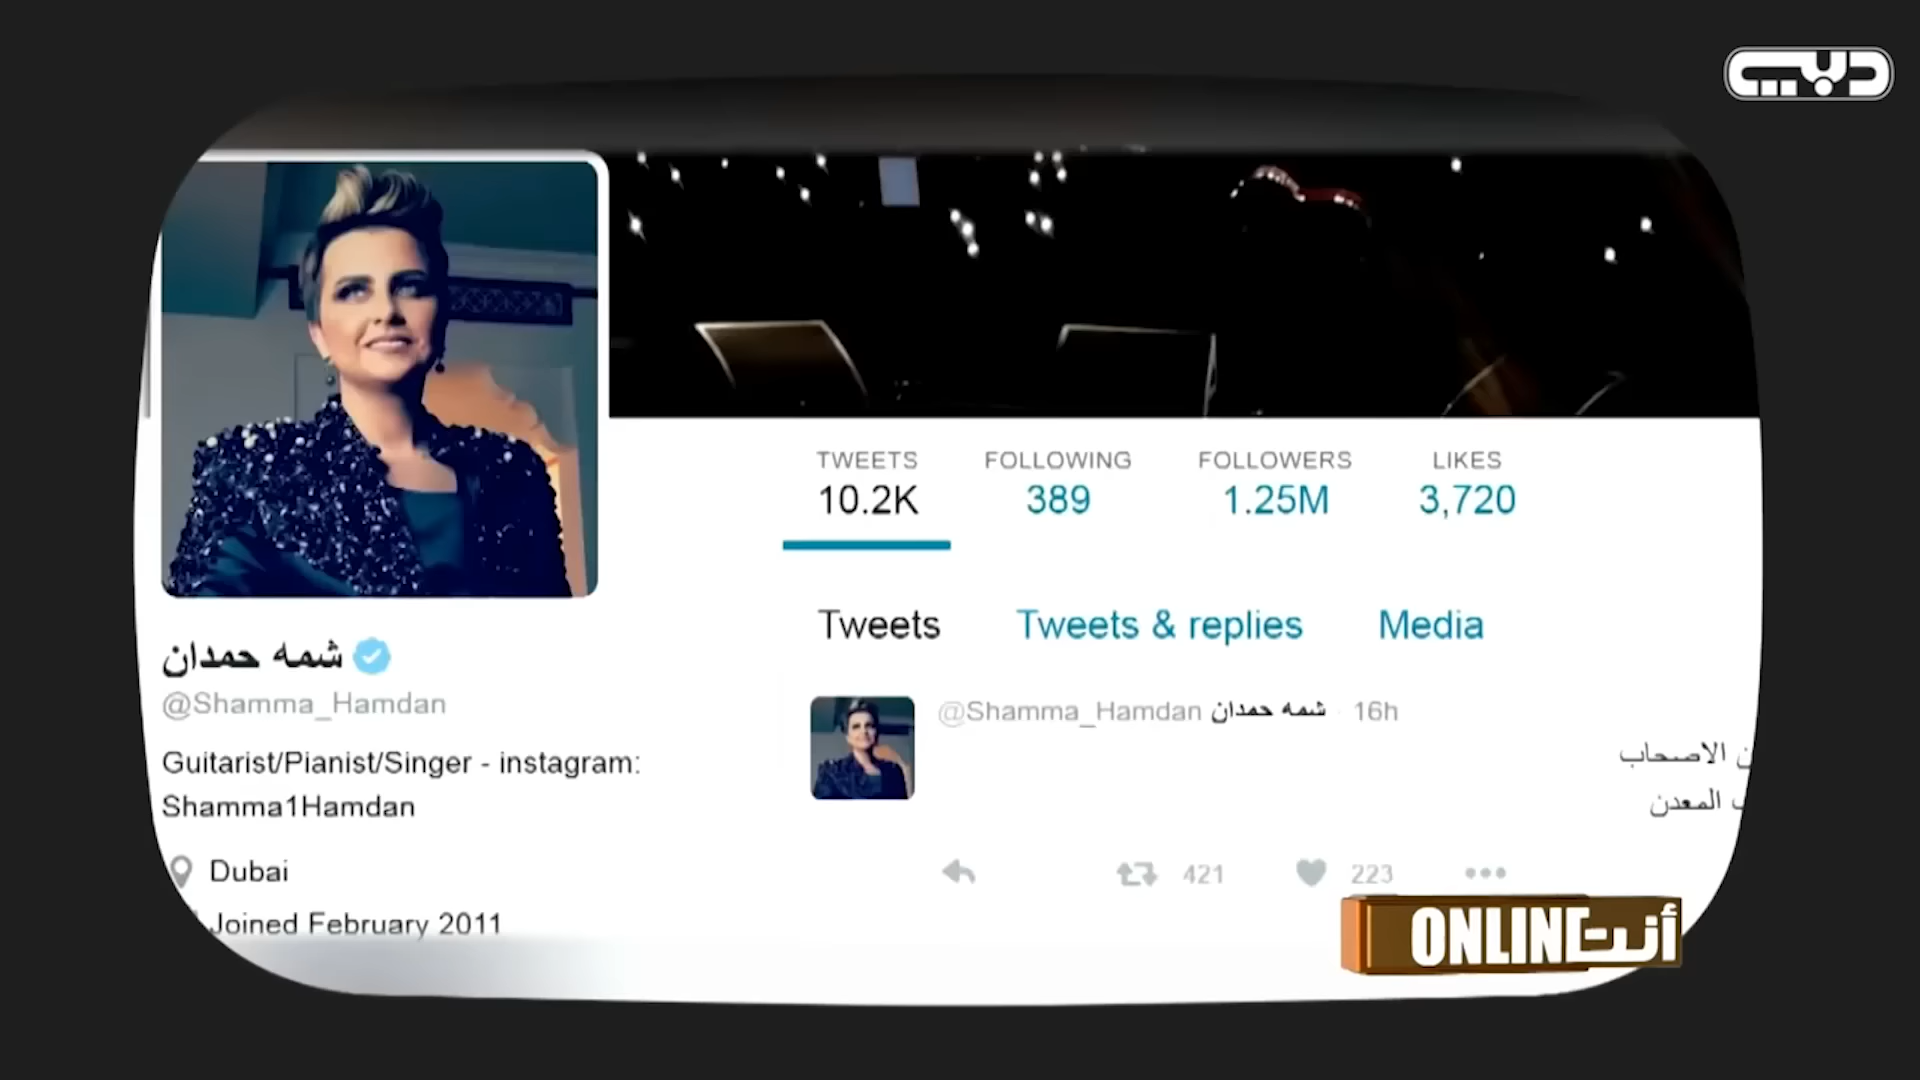 دبي
TWEETS FOLLOWING FOLLOWERS LIKES
10.2K 389 1.25M 3,720
Tweets Tweets & replies Media
شمه حمدان
@Shamma_Hamdan
Guitarist/Pianist/Singer - instagram:
Shamma1Hamdan
Dubai
Joined February 2011
@Shamma_Hamdan شمه حمدان 16h
الاصحاب
المعدن
421 223
أنت ONLINE